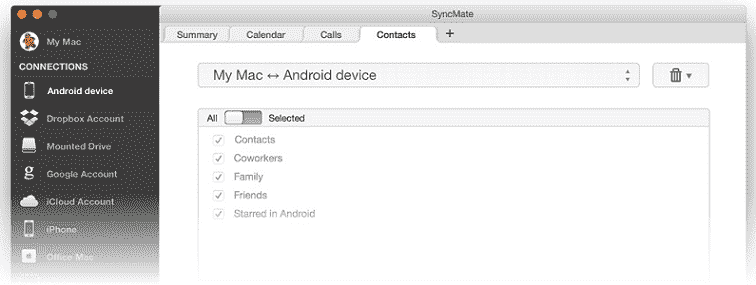 SyncMate
My Mac
CONNECTIONS
Android device
Dropbox Account
Mounted Drive
Google Account
iCloud Account
iPhone
Office Mac
Summary
Calendar
Calls
Contacts
+
My Mac ↔ Android device
All
Selected
Contacts
Coworkers
Family
Friends
Starred in Android